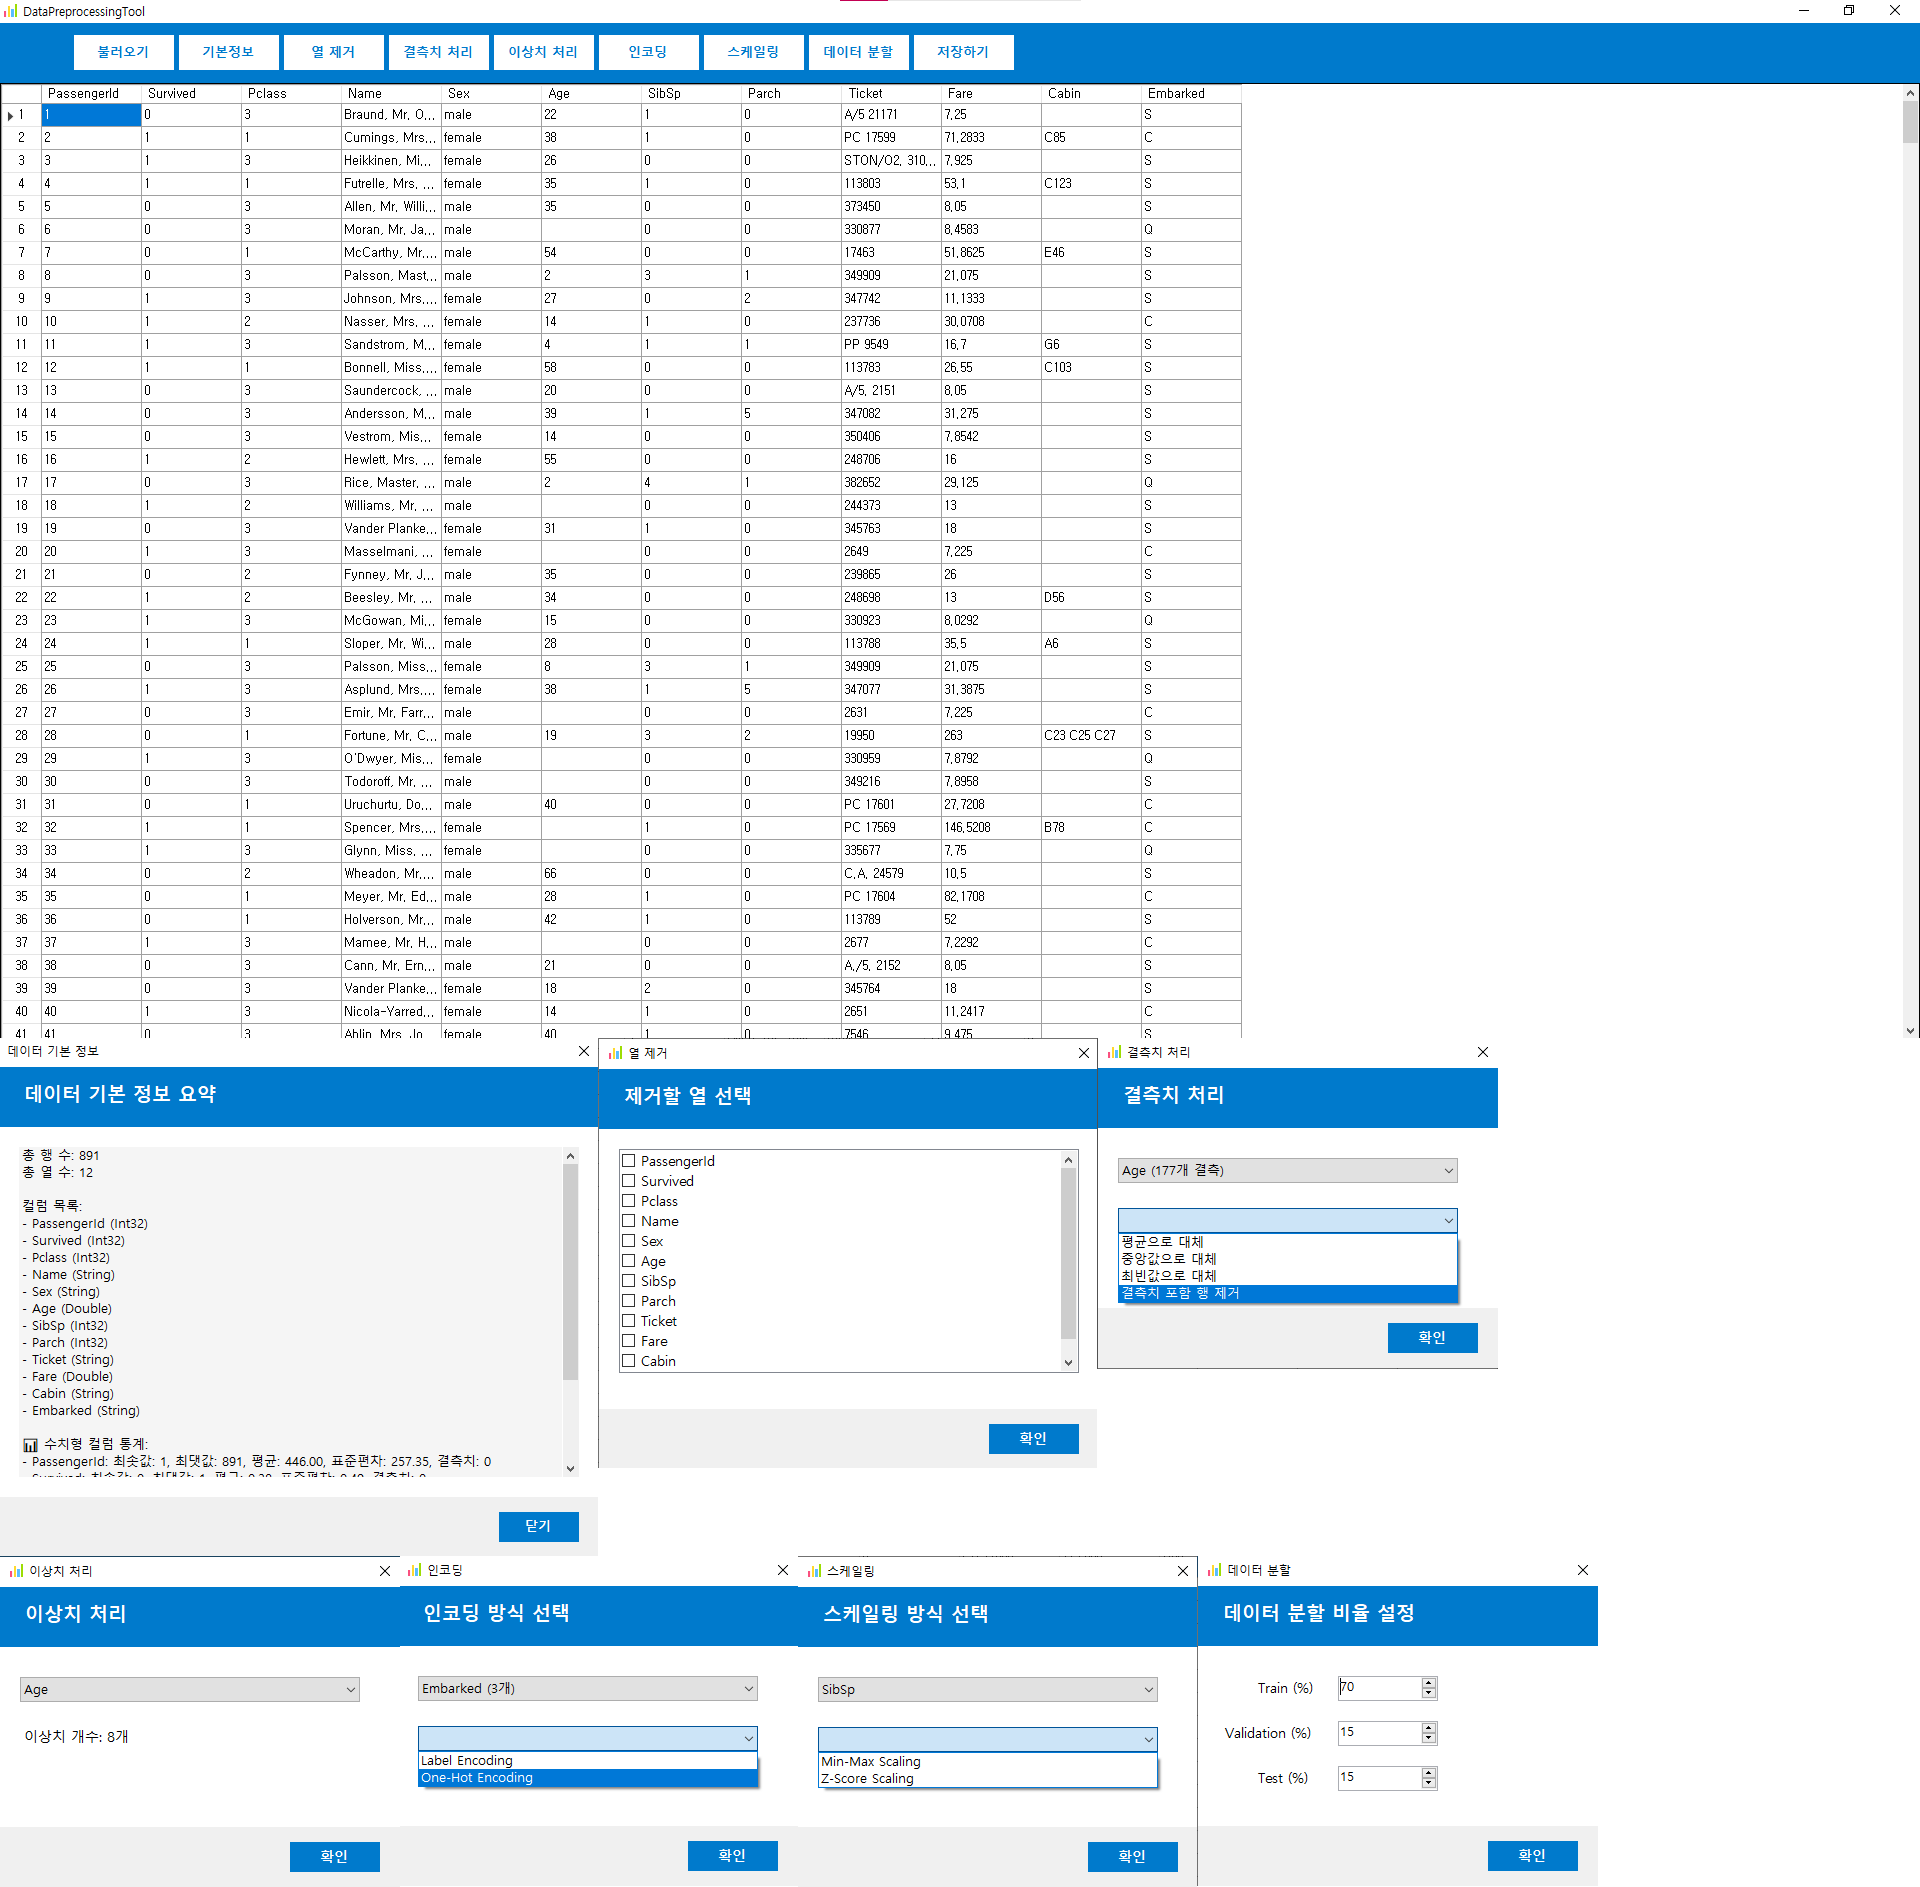 DataPreprocessingTool
불러오기 기본정보 열 제거 결측치 처리 이상치 처리 인코딩 스케일링 데이터 분할 저장하기
PassengerId Survived Pclass Name Sex Age SibSp Parch Ticket Fare Cabin Embarked
1 1 0 3 Braund, Mr. O... male 22 1 0 A/5 21171 7.25 S
2 2 1 1 Cumings, Mrs... female 38 1 0 PC 17599 71.2833 C85 C
3 3 1 3 Heikkinen, Mi... female 26 0 0 STON/O2. 310... 7.925 S
4 4 1 1 Futrelle, Mrs. ... female 35 1 0 113803 53.1 C123 S
5 5 0 3 Allen, Mr. Willi... male 35 0 0 373450 8.05 S
6 6 0 3 Moran, Mr. Ja... male 0 0 330877 8.4583 Q
7 7 0 1 McCarthy, Mr.... male 54 0 0 17463 51.8625 E46 S
8 8 0 3 Palsson, Mast... male 2 3 1 349909 21.075 S
9 9 1 3 Johnson, Mrs.... female 27 0 2 347742 11.1333 S
10 10 1 2 Nasser, Mrs. ... female 14 1 0 237736 30.0708 C
11 11 1 3 Sandstrom, M... female 4 1 1 PP 9549 16.7 G6 S
12 12 1 1 Bonnell, Miss.... female 58 0 0 113783 26.55 C103 S
13 13 0 3 Saundercock, ... male 20 0 0 A/5. 2151 8.05 S
14 14 0 3 Andersson, M... male 39 1 5 347082 31.275 S
15 15 0 3 Vestrom, Mis... female 14 0 0 350406 7.8542 S
16 16 1 2 Hewlett, Mrs. ... female 55 0 0 248706 16 S
17 17 0 3 Rice, Master. ... male 2 4 1 382652 29.125 Q
18 18 1 2 Williams, Mr. ... male 0 0 244373 13 S
19 19 0 3 Vander Planke... female 31 1 0 345763 18 S
20 20 1 3 Masselmani, ... female 0 0 2649 7.225 C
21 21 0 2 Fynney, Mr. J... male 35 0 0 239865 26 S
22 22 1 2 Beesley, Mr. ... male 34 0 0 248698 13 D56 S
23 23 1 3 McGowan, Mi... female 15 0 0 330923 8.0292 Q
24 24 1 1 Sloper, Mr. Wi... male 28 0 0 113788 35.5 A6 S
25 25 0 3 Palsson, Miss... female 8 3 1 349909 21.075 S
26 26 1 3 Asplund, Mrs.... female 38 1 5 347077 31.3875 S
27 27 0 3 Emir, Mr. Farr... male 0 0 2631 7.225 C
28 28 0 1 Fortune, Mr. C... male 19 3 2 19950 263 C23 C25 C27 S
29 29 1 3 O'Dwyer, Mis... female 0 0 330959 7.8792 Q
30 30 0 3 Todoroff, Mr. ... male 0 0 349216 7.8958 S
31 31 0 1 Uruchurtu, Do... male 40 0 0 PC 17601 27.7208 C
32 32 1 1 Spencer, Mrs.... female 1 0 PC 17569 146.5208 B78 C
33 33 1 3 Glynn, Miss. ... female 0 0 335677 7.75 Q
34 34 0 2 Wheadon, Mr.... male 66 0 0 C.A. 24579 10.5 S
35 35 0 1 Meyer, Mr. Ed... male 28 1 0 PC 17604 82.1708 C
36 36 0 1 Holverson, Mr... male 42 1 0 113789 52 S
37 37 1 3 Mamee, Mr. H... male 0 0 2677 7.2292 C
38 38 0 3 Cann, Mr. Ern... male 21 0 0 A./5. 2152 8.05 S
39 39 0 3 Vander Planke... female 18 2 0 345764 18 S
40 40 1 3 Nicola-Yarred... female 14 1 0 2651 11.2417 C
41 41 0 3 Ahlin, Mrs. Jo... female 40 1 0 7546 9.475 S
데이터 기본 정보
데이터 기본 정보 요약
총 행 수: 891
총 열 수: 12
컬럼 목록:
- PassengerId (Int32)
- Survived (Int32)
- Pclass (Int32)
- Name (String)
- Sex (String)
- Age (Double)
- SibSp (Int32)
- Parch (Int32)
- Ticket (String)
- Fare (Double)
- Cabin (String)
- Embarked (String)
📊 수치형 컬럼 통계:
- PassengerId: 최솟값: 1, 최댓값: 891, 평균: 446.00, 표준편차: 257.35, 결측치: 0
- Survived: 최솟값: 0, 최댓값: 1, 평균: 0.38, 표준편차: 0.49, 결측치: 0
닫기
열 제거
제거할 열 선택
PassengerId
Survived
Pclass
Name
Sex
Age
SibSp
Parch
Ticket
Fare
Cabin
확인
결측치 처리
결측치 처리
Age (177개 결측)
평균으로 대체
중앙값으로 대체
최빈값으로 대체
결측치 포함 행 제거
확인
이상치 처리
이상치 처리
Age
이상치 개수: 8개
확인
인코딩
인코딩 방식 선택
Embarked (3개)
Label Encoding
One-Hot Encoding
확인
스케일링
스케일링 방식 선택
SibSp
Min-Max Scaling
Z-Score Scaling
확인
데이터 분할
데이터 분할 비율 설정
Train (%) 70
Validation (%) 15
Test (%) 15
확인